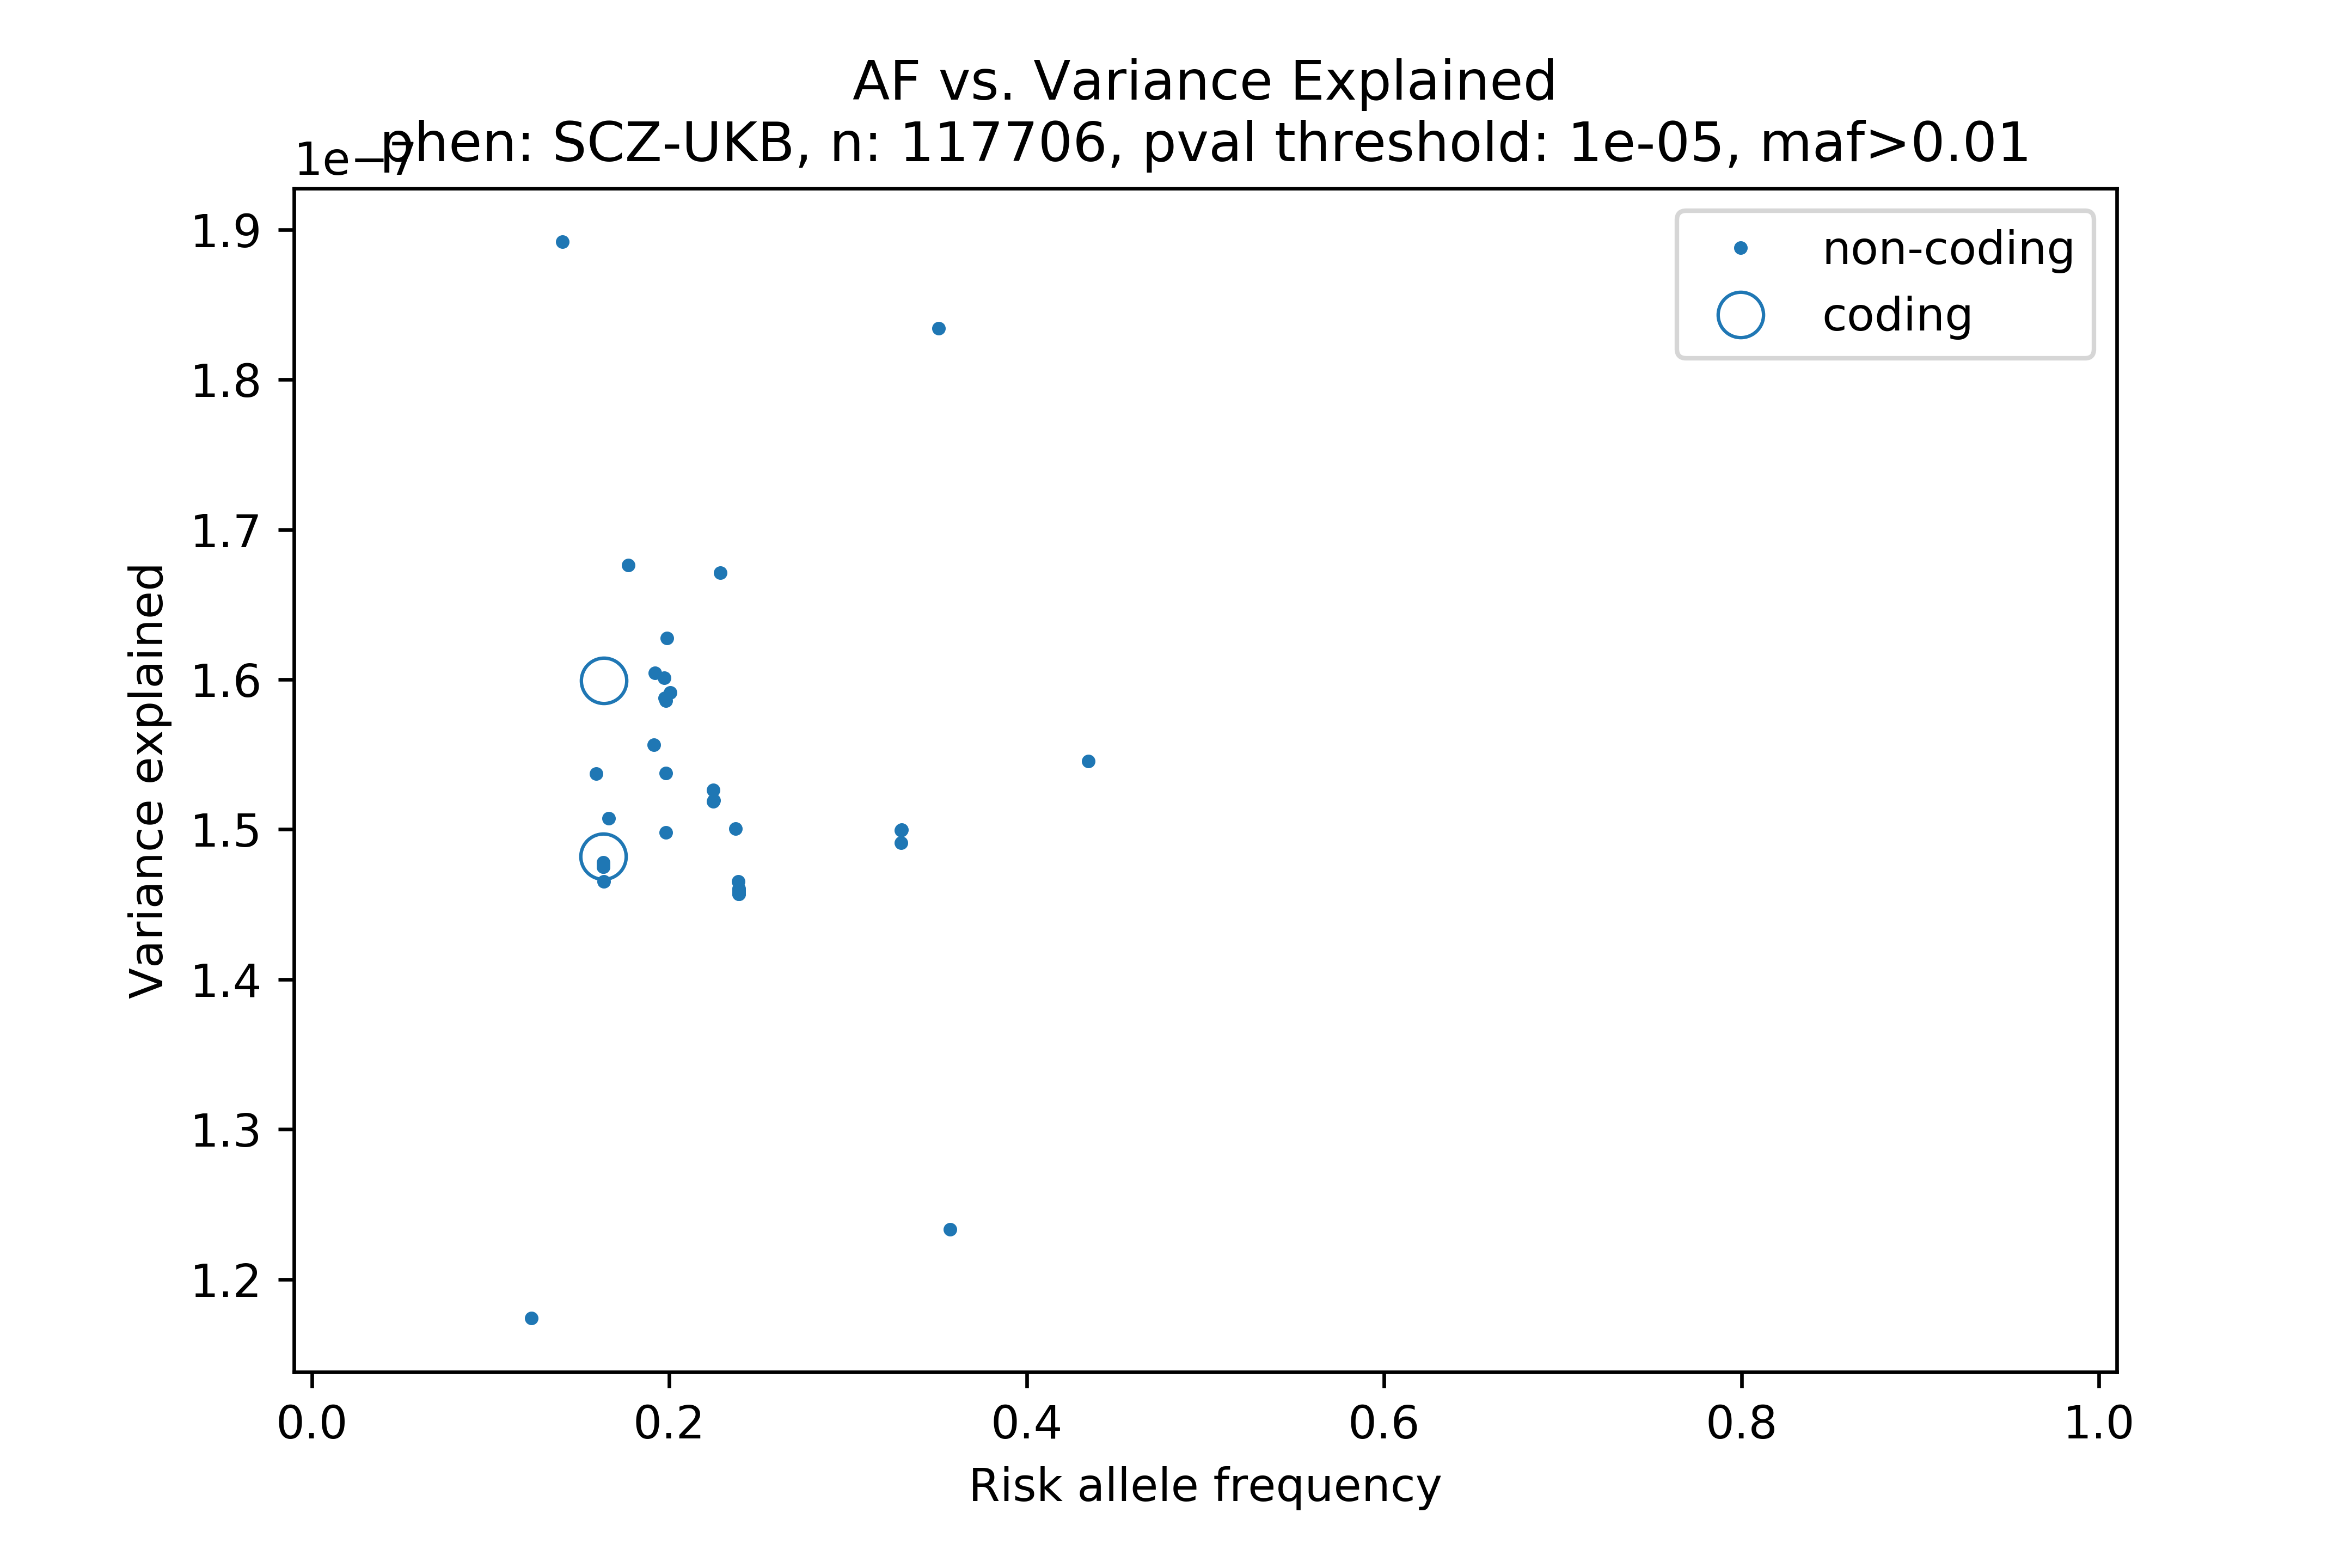 AF vs. Variance Explained
phen: SCZ-UKB, n: 117706, pval threshold: 1e-05, maf>0.01
1e−7
non-coding
coding
1.9
1.8
1.7
1.6
1.5
1.4
1.3
1.2
Variance explained
0.0 0.2 0.4 0.6 0.8 1.0
Risk allele frequency